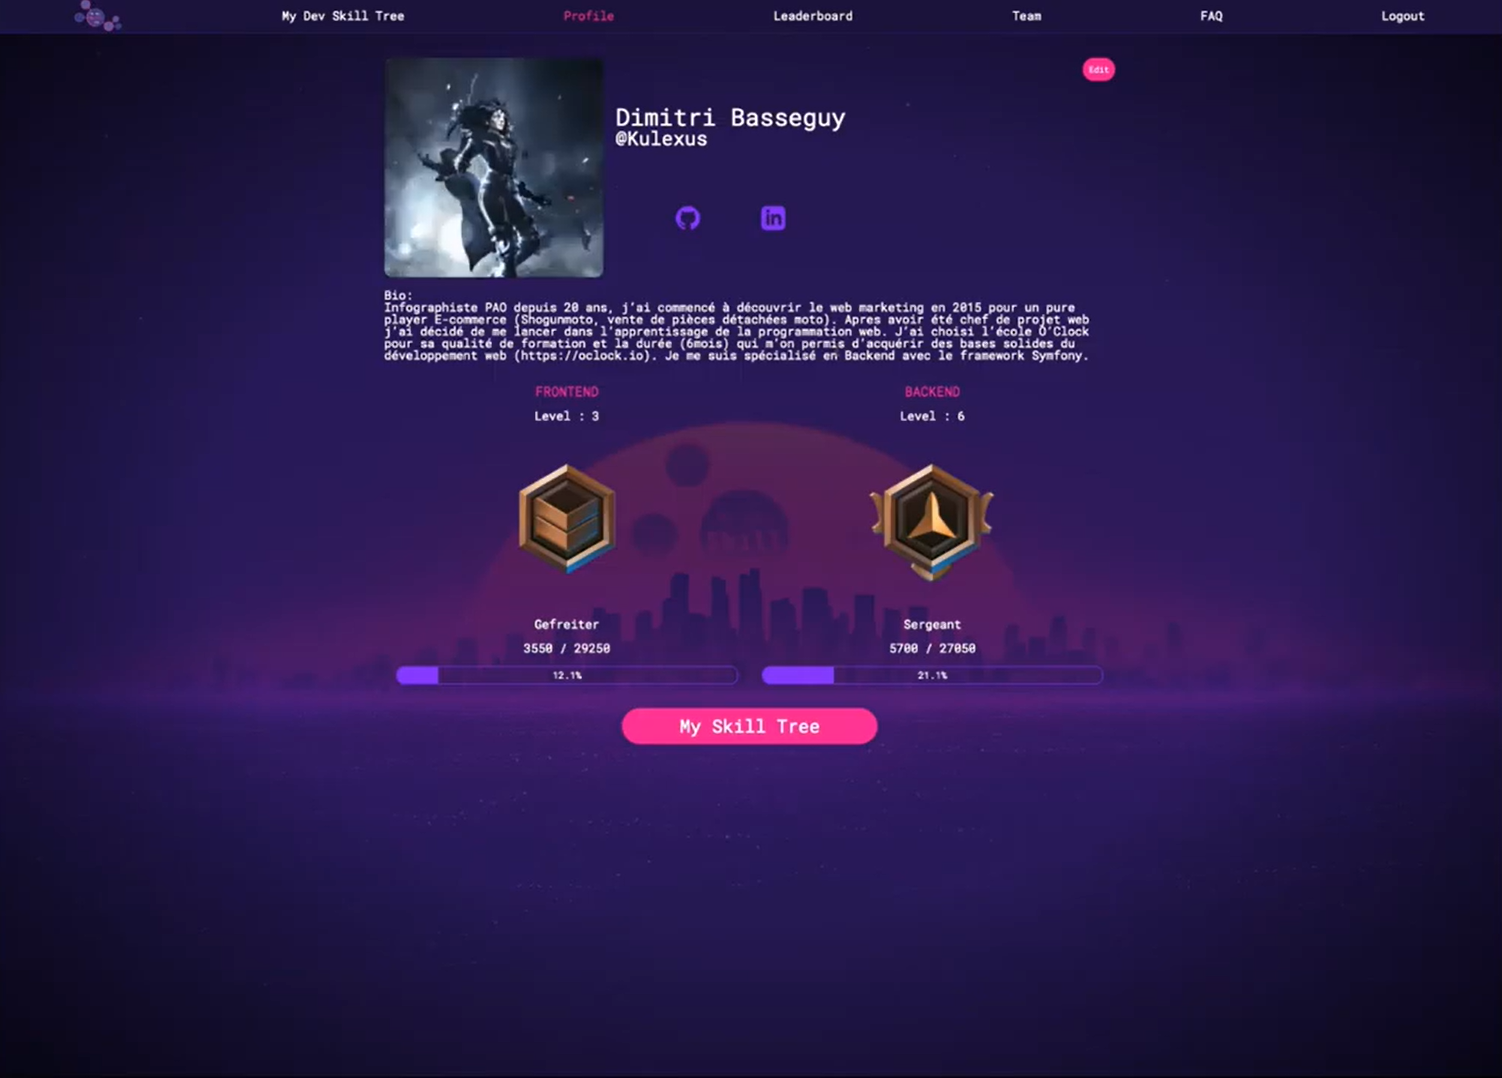 My Dev Skill Tree
Profile
Leaderboard
Team
FAQ
Logout
Edit
Dimitri Basseguy
@Kulexus
in
Bio:
Infographiste PAO depuis 20 ans, j'ai commencé à découvrir le web marketing en 2015 pour un pure
player E-commerce (Shogunmoto, vente de pièces détachées moto). Apres avoir été chef de projet web
j'ai décidé de me lancer dans l'apprentissage de la programmation web. J'ai choisi l'école O'Clock
pour sa qualité de formation et la durée (6mois) qui m'on permis d'acquérir des bases solides du
développement web (https://oclock.io). Je me suis spécialisé en Backend avec le framework Symfony.
FRONTEND
Level : 3
Gefreiter
3550 / 29250
12.1%
BACKEND
Level : 6
Sergeant
5700 / 27050
21.1%
My Skill Tree